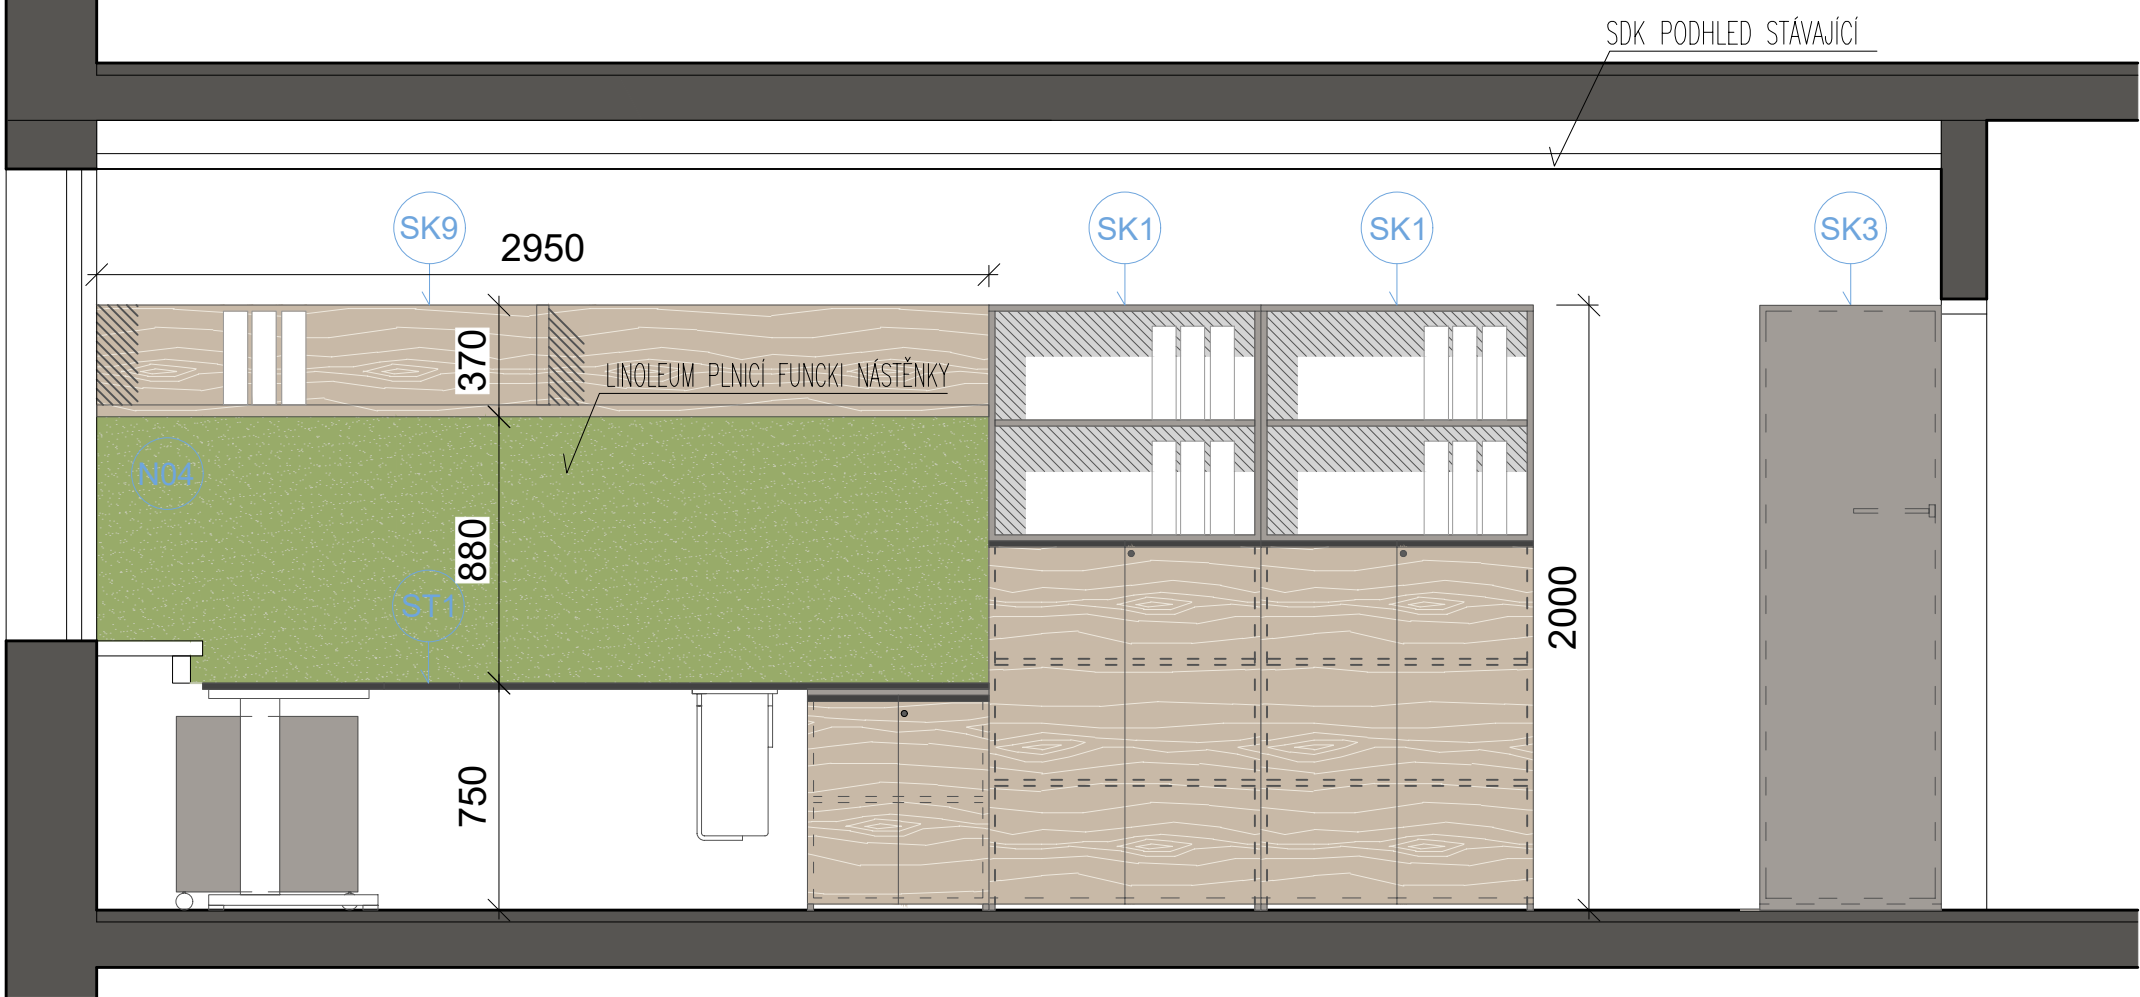 SDK PODHLED STÁVAJÍCÍ
SK9
SK1
SK1
SK3
2950
370
LINOLEUM PLNICÍ FUNCKI NÁSTĚNKY
N04
880
ST1
2000
750